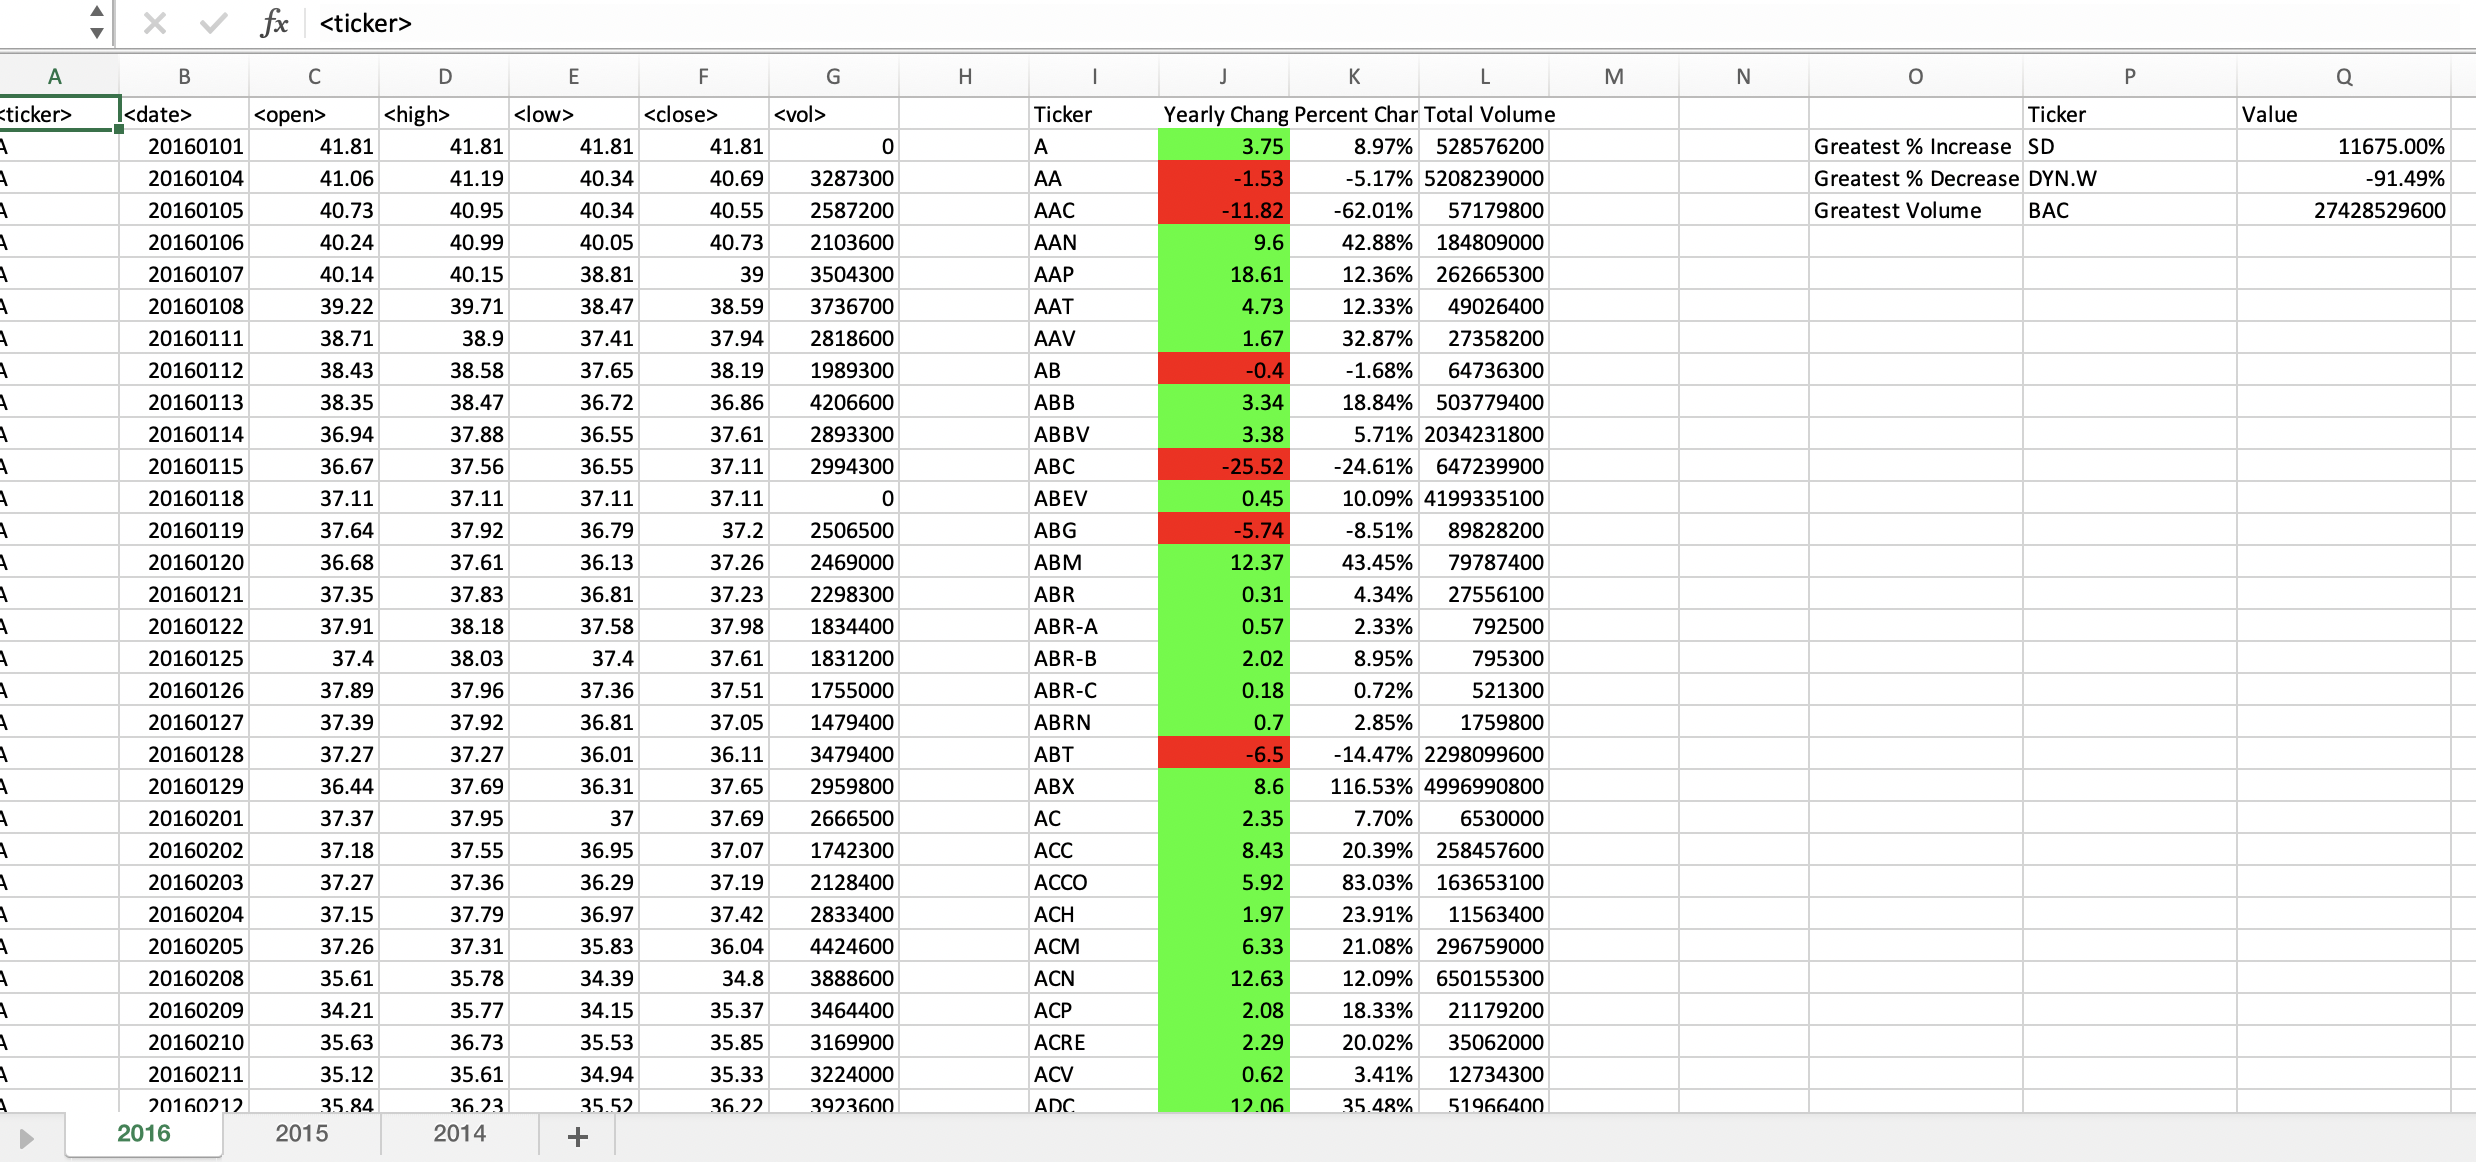 fx <ticker>
A B C D E F G H I J K L M N O P Q
<ticker> <date> <open> <high> <low> <close> <vol> Ticker Yearly Chang Percent Char Total Volume Ticker Value
A 20160101 41.81 41.81 41.81 41.81 0 A 3.75 8.97% 528576200 Greatest % Increase SD 11675.00%
A 20160104 41.06 41.19 40.34 40.69 3287300 AA -1.53 -5.17% 5208239000 Greatest % Decrease DYN.W -91.49%
A 20160105 40.73 40.95 40.34 40.55 2587200 AAC -11.82 -62.01% 57179800 Greatest Volume BAC 27428529600
A 20160106 40.24 40.99 40.05 40.73 2103600 AAN 9.6 42.88% 184809000
A 20160107 40.14 40.15 38.81 39 3504300 AAP 18.61 12.36% 262665300
A 20160108 39.22 39.71 38.47 38.59 3736700 AAT 4.73 12.33% 49026400
A 20160111 38.71 38.9 37.41 37.94 2818600 AAV 1.67 32.87% 27358200
A 20160112 38.43 38.58 37.65 38.19 1989300 AB -0.4 -1.68% 64736300
A 20160113 38.35 38.47 36.72 36.86 4206600 ABB 3.34 18.84% 503779400
A 20160114 36.94 37.88 36.55 37.61 2893300 ABBV 3.38 5.71% 2034231800
A 20160115 36.67 37.56 36.55 37.11 2994300 ABC -25.52 -24.61% 647239900
A 20160118 37.11 37.11 37.11 37.11 0 ABEV 0.45 10.09% 4199335100
A 20160119 37.64 37.92 36.79 37.2 2506500 ABG -5.74 -8.51% 89828200
A 20160120 36.68 37.61 36.13 37.26 2469000 ABM 12.37 43.45% 79787400
A 20160121 37.35 37.83 36.81 37.23 2298300 ABR 0.31 4.34% 27556100
A 20160122 37.91 38.18 37.58 37.98 1834400 ABR-A 0.57 2.33% 792500
A 20160125 37.4 38.03 37.4 37.61 1831200 ABR-B 2.02 8.95% 795300
A 20160126 37.89 37.96 37.36 37.51 1755000 ABR-C 0.18 0.72% 521300
A 20160127 37.39 37.92 36.81 37.05 1479400 ABRN 0.7 2.85% 1759800
A 20160128 37.27 37.27 36.01 36.11 3479400 ABT -6.5 -14.47% 2298099600
A 20160129 36.44 37.69 36.31 37.65 2959800 ABX 8.6 116.53% 4996990800
A 20160201 37.37 37.95 37 37.69 2666500 AC 2.35 7.70% 6530000
A 20160202 37.18 37.55 36.95 37.07 1742300 ACC 8.43 20.39% 258457600
A 20160203 37.27 37.36 36.29 37.19 2128400 ACCO 5.92 83.03% 163653100
A 20160204 37.15 37.79 36.97 37.42 2833400 ACH 1.97 23.91% 11563400
A 20160205 37.26 37.31 35.83 36.04 4424600 ACM 6.33 21.08% 296759000
A 20160208 35.61 35.78 34.39 34.8 3888600 ACN 12.63 12.09% 650155300
A 20160209 34.21 35.77 34.15 35.37 3464400 ACP 2.08 18.33% 21179200
A 20160210 35.63 36.73 35.53 35.85 3169900 ACRE 2.29 20.02% 35062000
A 20160211 35.12 35.61 34.94 35.33 3224000 ACV 0.62 3.41% 12734300
A 20160212 35.84 36.23 35.52 36.22 3923600 ADC 12.06 35.48% 51966400
2016 2015 2014 +